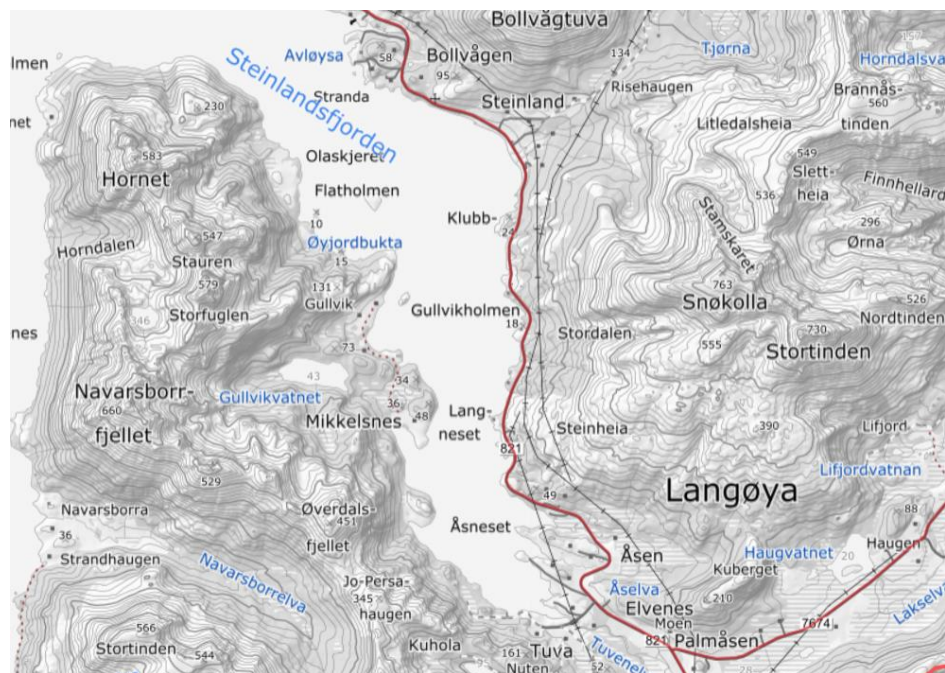 Bollvågtuva
134
Tjørna
157
Horndalsva
Avløysa
58
Bollvågen
95
lmen
Steinlandsfjorden
Stranda
Steinland
Risehaugen
Brannås-
560
tinden
230
net
Litledalsheia
Olaskjeret
583
Hornet
549
Slett-
heia
Finnhellard
Flatholmen
536
Stamskaret
10
Klubb-
24
296
Ørna
Horndalen
547
Øyjordbukta
15
Stauren
579
131
Gullvik
763
Snøkolla
526
Nordtinden
Storfuglen
346
Gullvikholmen
18
nes
Stordalen
730
555
Stortinden
73
43
34
Navarsborr-
660
fjellet
Gullvikvatnet
36
48
Mikkelsnes
Lang-
neset
390
Steinheia
Lifjord
821
529
Lifjordvatnan
Langøya
49
Navarsborra
Øverdals-
451
fjellet
88
36
Åsneset
Haugen
Strandhaugen
Åsen
Haugvatnet
20
Navarsborrelva
Kuberget
Jo-Persa-
345
haugen
Åselva
210
Lakselva
Elvenes
Moen
7674
566
Stortinden
544
Kuhola
821
Palmåsen
161
Tuva
Nuten
95
52
28